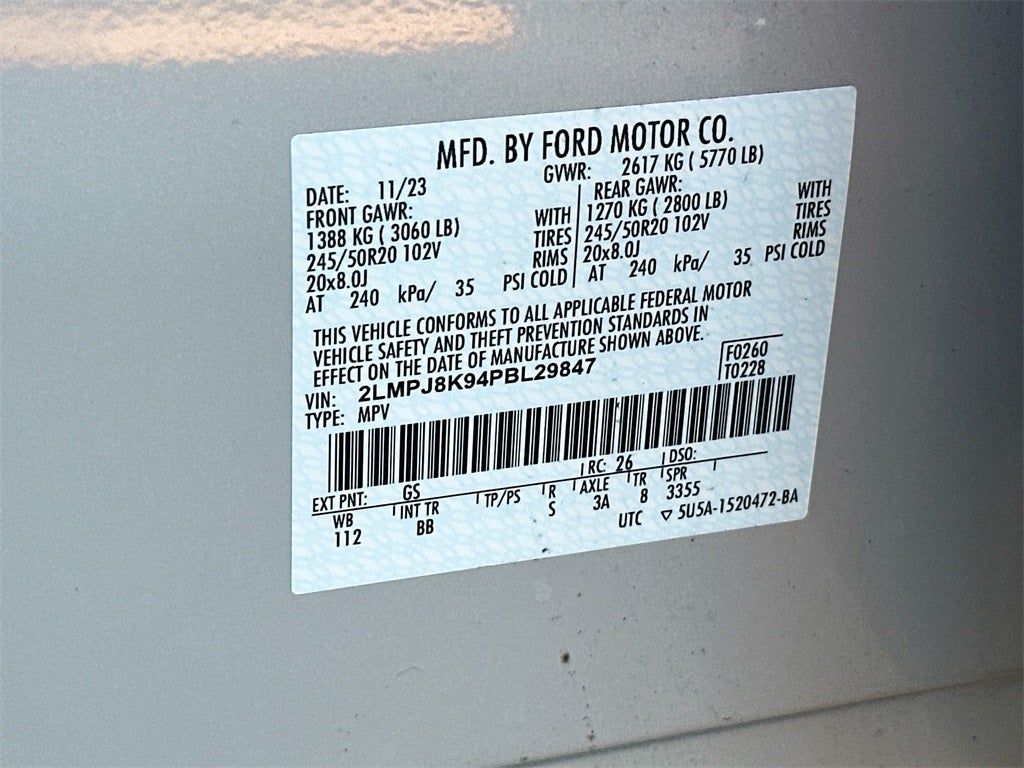 MFD. BY FORD MOTOR CO.
DATE: 11/23 GVWR: 2617 KG ( 5770 LB)
FRONT GAWR: REAR GAWR:
1388 KG ( 3060 LB) WITH 1270 KG ( 2800 LB) WITH
245/50R20 102V TIRES 245/50R20 102V TIRES
20x8.0J RIMS 20x8.0J RIMS
AT 240 kPa/ 35 PSI COLD AT 240 kPa/ 35 PSI COLD
THIS VEHICLE CONFORMS TO ALL APPLICABLE FEDERAL MOTOR
VEHICLE SAFETY AND THEFT PREVENTION STANDARDS IN
EFFECT ON THE DATE OF MANUFACTURE SHOWN ABOVE.
VIN: 2LMPJ8K94PBL29847 F0260
TYPE: MPV T0228
EXT PNT: GS RC: 26 DSO:
WB INT TR TP/PS R AXLE TR SPR
112 BB S 3A 8 3355
UTC ▽ 5U5A-1520472-BA